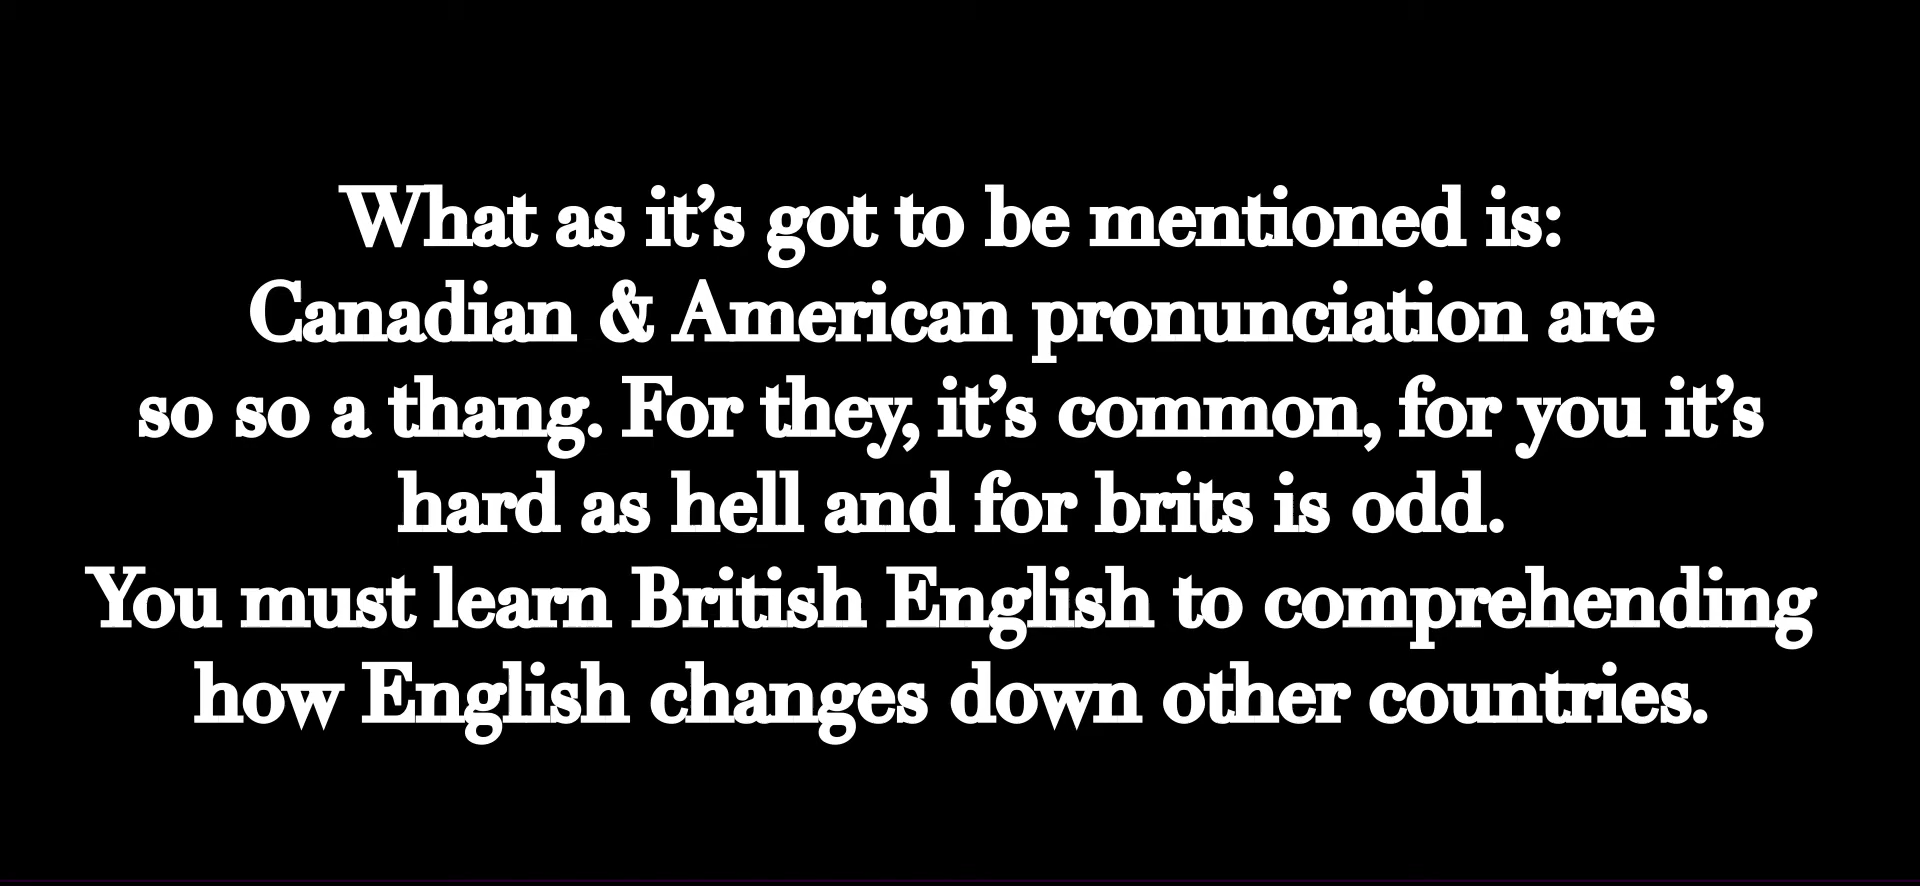 What as it’s got to be mentioned is:
Canadian & American pronunciation are
so so a thang. For they, it’s common, for you it’s
hard as hell and for brits is odd.
You must learn British English to comprehending
how English changes down other countries.